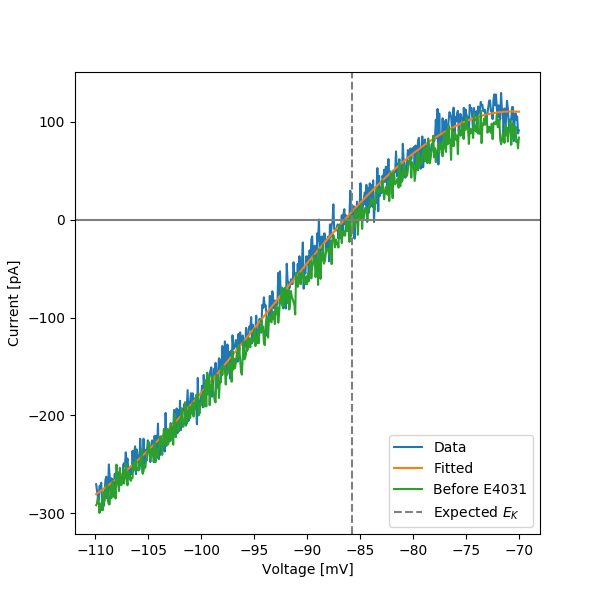 100
0
−100
−200
−300
Current [pA]
−110
−105
−100
−95
−90
−85
−80
−75
−70
Voltage [mV]
Data
Fitted
Before E4031
Expected E_K